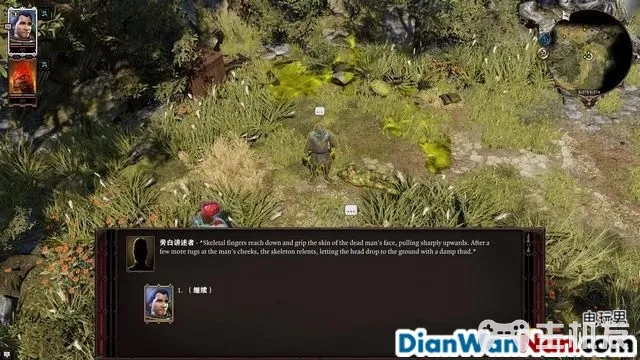 旁白讲述者 - *Skeletal fingers reach down and grip the skin of the dead man's face, pulling sharply upwards. After a
few more tugs at the man's cheeks, the skeleton relents, letting the head drop to the ground with a damp thud.*
1. （继续）
电玩男
DianWanNan.com